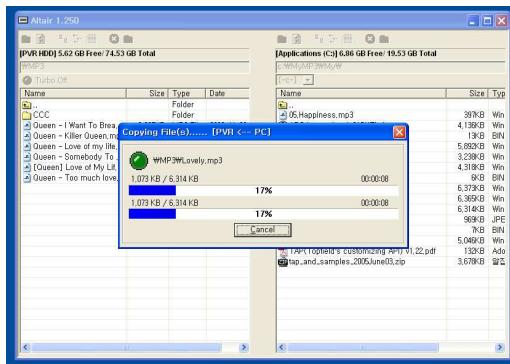 Altair 1.250
[PVR HDD] 5.62 GB Free/ 74.53 GB Total
₩MP3
Turbo Off
Name Size Type Date
..
Folder
CCC Folder
Queen - I Want To Brea
Queen - Killer Queen,mp
Queen - Love of my life,
Queen - Somebody To
[Queen] Love of My Lif,
Queen - Too much love,
[Applications (C:)] 6.86 GB Free/ 19.53 GB Total
c:₩MyMP3₩My₩
[-c-]
Name Size Typ
..
05,Happiness,mp3 397KB Win
4,136KB Win
13KB BIN
5,892KB Win
3,238KB Win
4,318KB Win
6KB BIN
6,373KB Win
6,365KB Win
6,314KB Win
969KB JPE
7KB BIN
5,046KB Win
TAP(Topfield's customizing API) v1,22,pdf 132KB Ado
tap_and_samples_2005June03,zip 3,678KB 알집
Copying File(s)...... [PVR <-- PC]
₩MP3₩Lovely,mp3
1,073 KB / 6,314 KB 00:00:08
17%
1,073 KB / 6,314 KB 00:00:08
17%
Cancel